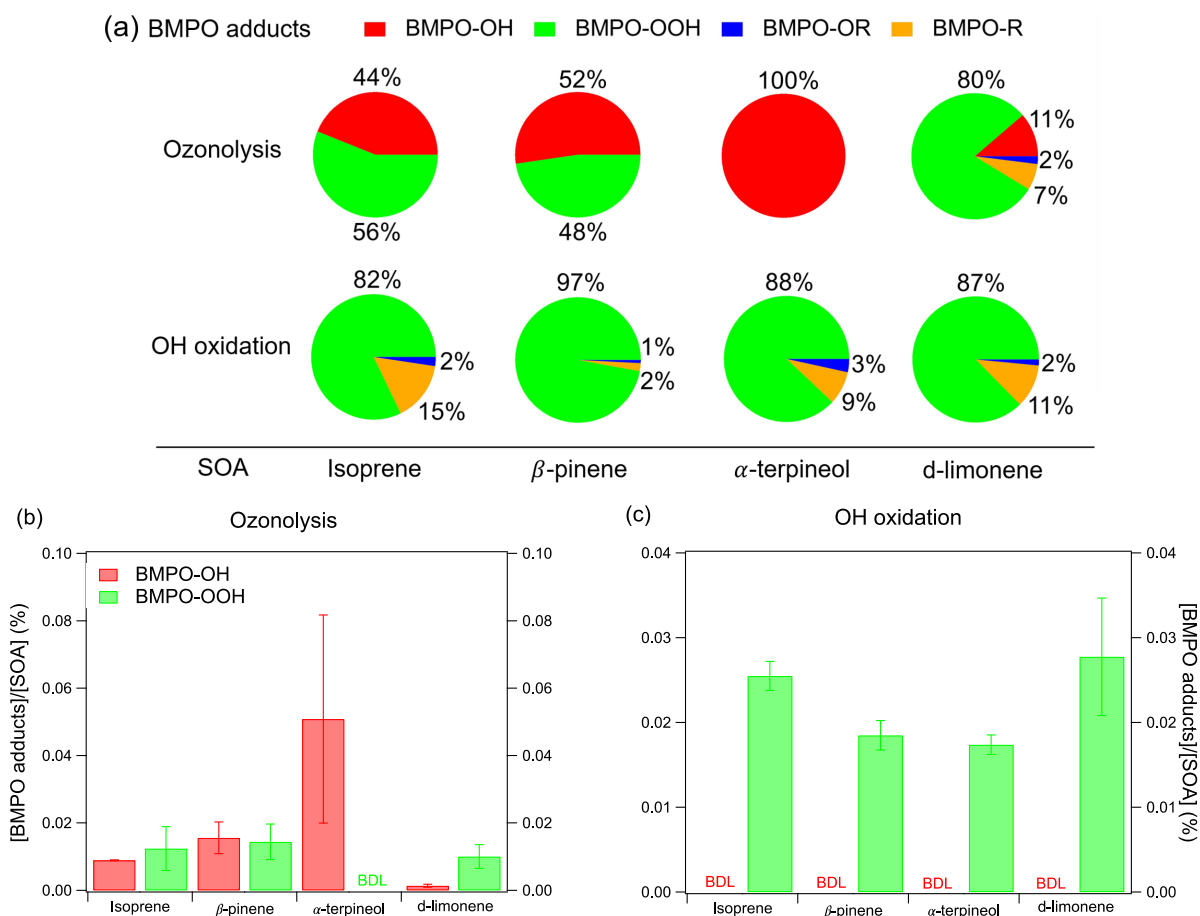 (a) BMPO adducts BMPO-OH BMPO-OOH BMPO-OR BMPO-R
44% 52% 100% 80%
11%
Ozonolysis 2%
7%
56% 48%
82% 97% 88% 87%
OH oxidation 2% 1% 3% 2%
15% 2% 9% 11%
SOA Isoprene β-pinene α-terpineol d-limonene
(b) Ozonolysis
[BMPO adducts]/[SOA] (%)
0.10 0.10
BMPO-OH
BMPO-OOH
0.08 0.08
0.06 0.06
0.04 0.04
0.02 0.02
BDL
0.00 0.00
Isoprene β-pinene α-terpineol d-limonene
(c) OH oxidation
0.04 0.04
0.03 0.03
0.02 0.02
0.01 0.01
BDL BDL BDL BDL
0.00 0.00
Isoprene β-pinene α-terpineol d-limonene
[BMPO adducts]/[SOA] (%)